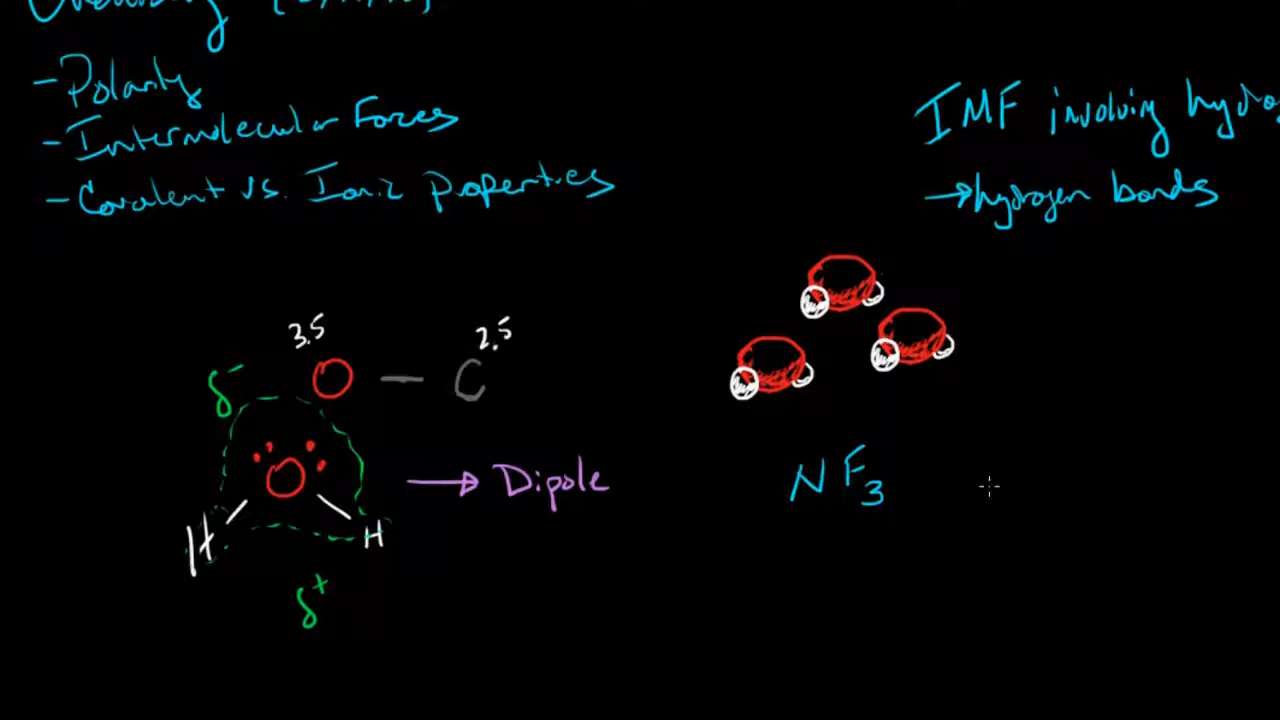 - Polarity
- Intermolecular Forces
- Covalent vs. Ionic Properties
IMF involving hydro
→ hydrogen bonds
3.5 2.5
O — C
δ-
O
H H
δ+
→ Dipole
NF3